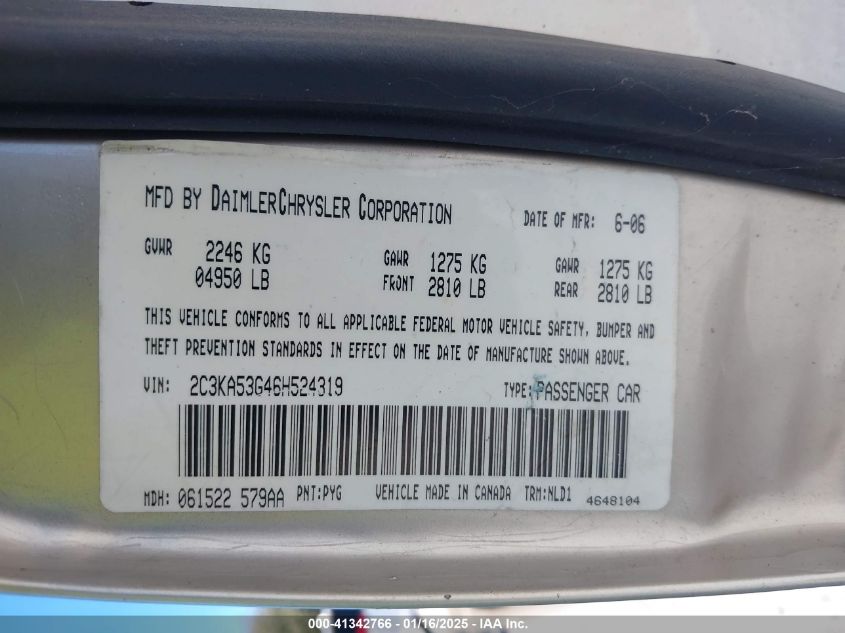 MFD BY DAIMLERCHRYSLER CORPORATION DATE OF MFR: 6-06
GVWR 2246 KG GAWR 1275 KG GAWR 1275 KG
04950 LB FRONT 2810 LB REAR 2810 LB
THIS VEHICLE CONFORMS TO ALL APPLICABLE FEDERAL MOTOR VEHICLE SAFETY, BUMPER AND
THEFT PREVENTION STANDARDS IN EFFECT ON THE DATE OF MANUFACTURE SHOWN ABOVE.
VIN: 2C3KA53G46H524319 TYPE: PASSENGER CAR
MDH: 061522 579AA PNT:PYG VEHICLE MADE IN CANADA TRM:NLD1 4648104
000-41342766 - 01/16/2025 - IAA Inc.